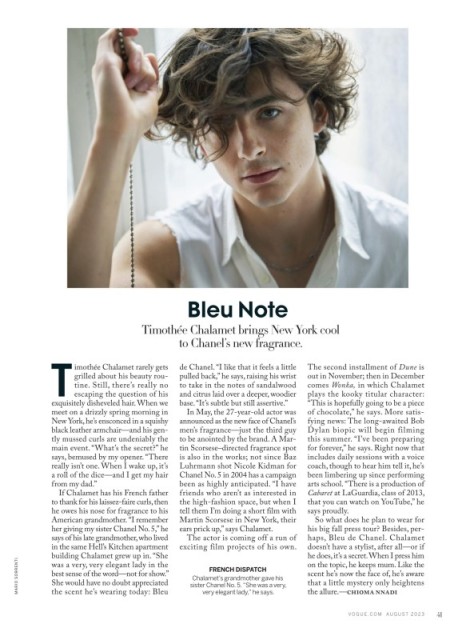 Bleu Note
Timothée Chalamet brings New York cool
to Chanel's new fragrance.
Timothée Chalamet rarely gets
grilled about his beauty rou-
tine. Still, there's really no
escaping the question of his
exquisitely disheveled hair. When we
meet on a drizzly spring morning in
New York, he's ensconced in a squishy
black leather armchair—and his gen-
tly mussed curls are undeniably the
main event. "What's the secret?" he
says, bemused by my opener. "There
really isn't one. When I wake up, it's
a roll of the dice—and I get my hair
from my dad."
If Chalamet has his French father
to thank for his laissez-faire curls, then
he owes his nose for fragrance to his
American grandmother. "I remember
her giving my sister Chanel No. 5," he
says of his late grandmother, who lived
in the same Hell's Kitchen apartment
building Chalamet grew up in. "She
was a very, very elegant lady in the
best sense of the word—not for show."
She would have no doubt appreciated
the scent he's wearing today: Bleu
de Chanel. "I like that it feels a little
pulled back," he says, raising his wrist
to take in the notes of sandalwood
and citrus laid over a deeper, woodier
base. "It's subtle but still assertive."
In May, the 27-year-old actor was
announced as the new face of Chanel's
men's fragrance—just the third guy
to be anointed by the brand. A Mar-
tin Scorsese–directed fragrance spot
is also in the works; not since Baz
Luhrmann shot Nicole Kidman for
Chanel No. 5 in 2004 has a campaign
been as highly anticipated. "I have
friends who aren't as interested in
the high-fashion space, but when I
tell them I'm doing a short film with
Martin Scorsese in New York, their
ears prick up," says Chalamet.
The actor is coming off a run of
exciting film projects of his own.
FRENCH DISPATCH
Chalamet's grandmother gave his
sister Chanel No. 5. "She was a very,
very elegant lady," he says.
The second installment of Dune is
out in November; then in December
comes Wonka, in which Chalamet
plays the kooky titular character:
"This is hopefully going to be a piece
of chocolate," he says. More satis-
fying news: The long-awaited Bob
Dylan biopic will begin filming
this summer. "I've been preparing
for forever," he says. Right now that
includes daily sessions with a voice
coach, though to hear him tell it, he's
been limbering up since performing
arts school. "There is a production of
Cabaret at LaGuardia, class of 2013,
that you can watch on YouTube," he
says proudly.
So what does he plan to wear for
his big fall press tour? Besides, per-
haps, Bleu de Chanel. Chalamet
doesn't have a stylist, after all—or if
he does, it's a secret. When I press him
on the topic, he keeps mum. Like the
scent he's now the face of, he's aware
that a little mystery only heightens
the allure.—CHIOMA NNADI
VOGUE.COM AUGUST 2023